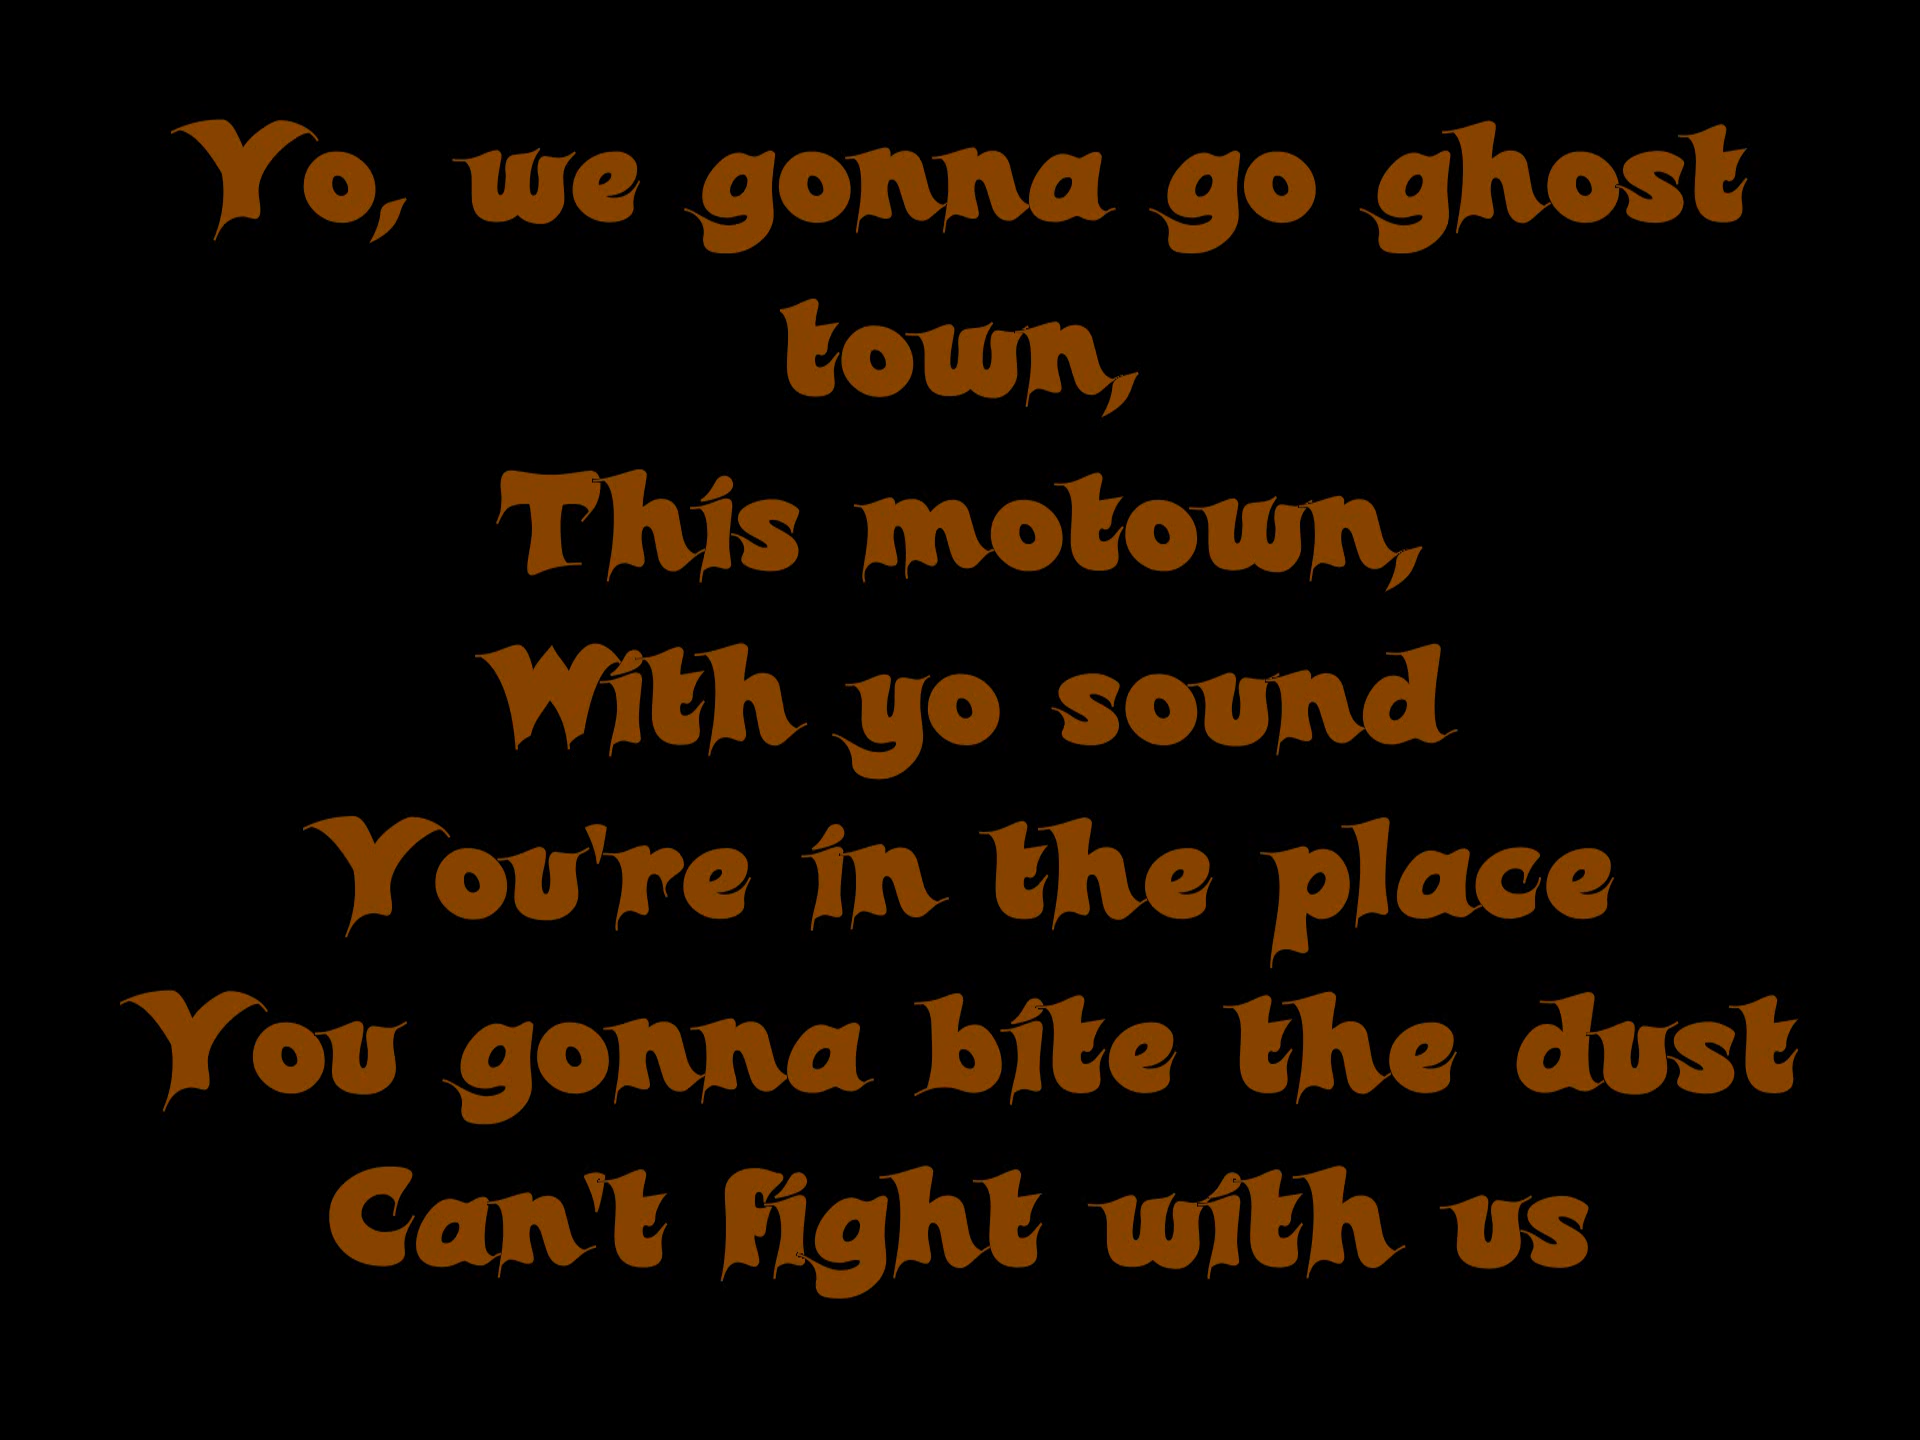 Yo, we gonna go ghost
town,
This motown,
With yo sound
You're in the place
You gonna bite the dust
Can't fight with us